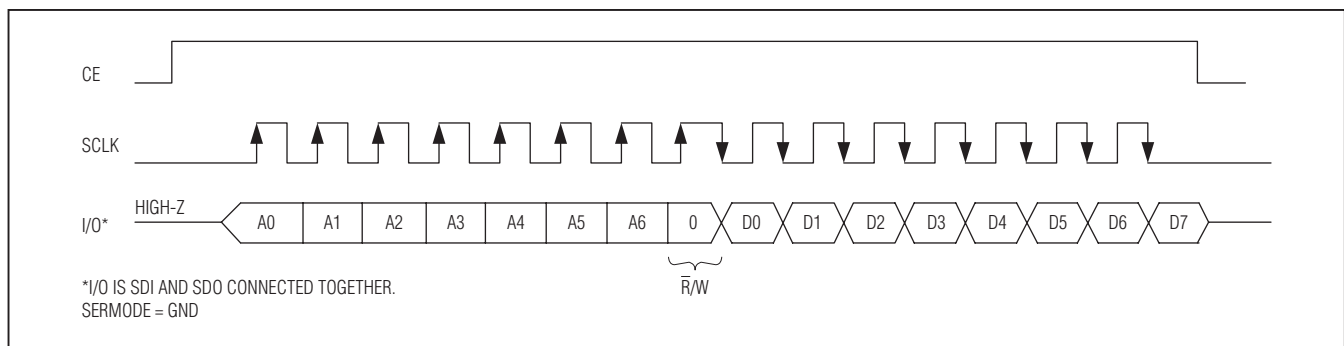 CE
SCLK
I/O*
HIGH-Z
A0 A1 A2 A3 A4 A5 A6 0 D0 D1 D2 D3 D4 D5 D6 D7
R̅/W
*I/O IS SDI AND SDO CONNECTED TOGETHER.
SERMODE = GND